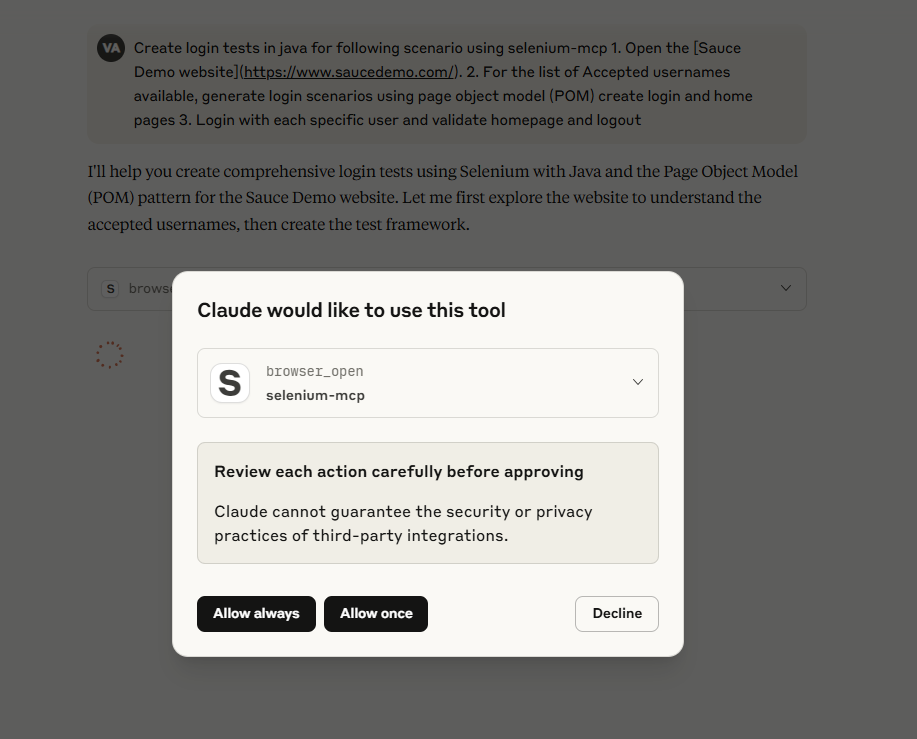 VA
Create login tests in java for following scenario using selenium-mcp 1. Open the [Sauce
Demo website](https://www.saucedemo.com/). 2. For the list of Accepted usernames
available, generate login scenarios using page object model (POM) create login and home
pages 3. Login with each specific user and validate homepage and logout
I'll help you create comprehensive login tests using Selenium with Java and the Page Object Model
(POM) pattern for the Sauce Demo website. Let me first explore the website to understand the
accepted usernames, then create the test framework.
S brows
Claude would like to use this tool
S
browser_open
selenium-mcp
Review each action carefully before approving
Claude cannot guarantee the security or privacy
practices of third-party integrations.
Allow always Allow once Decline